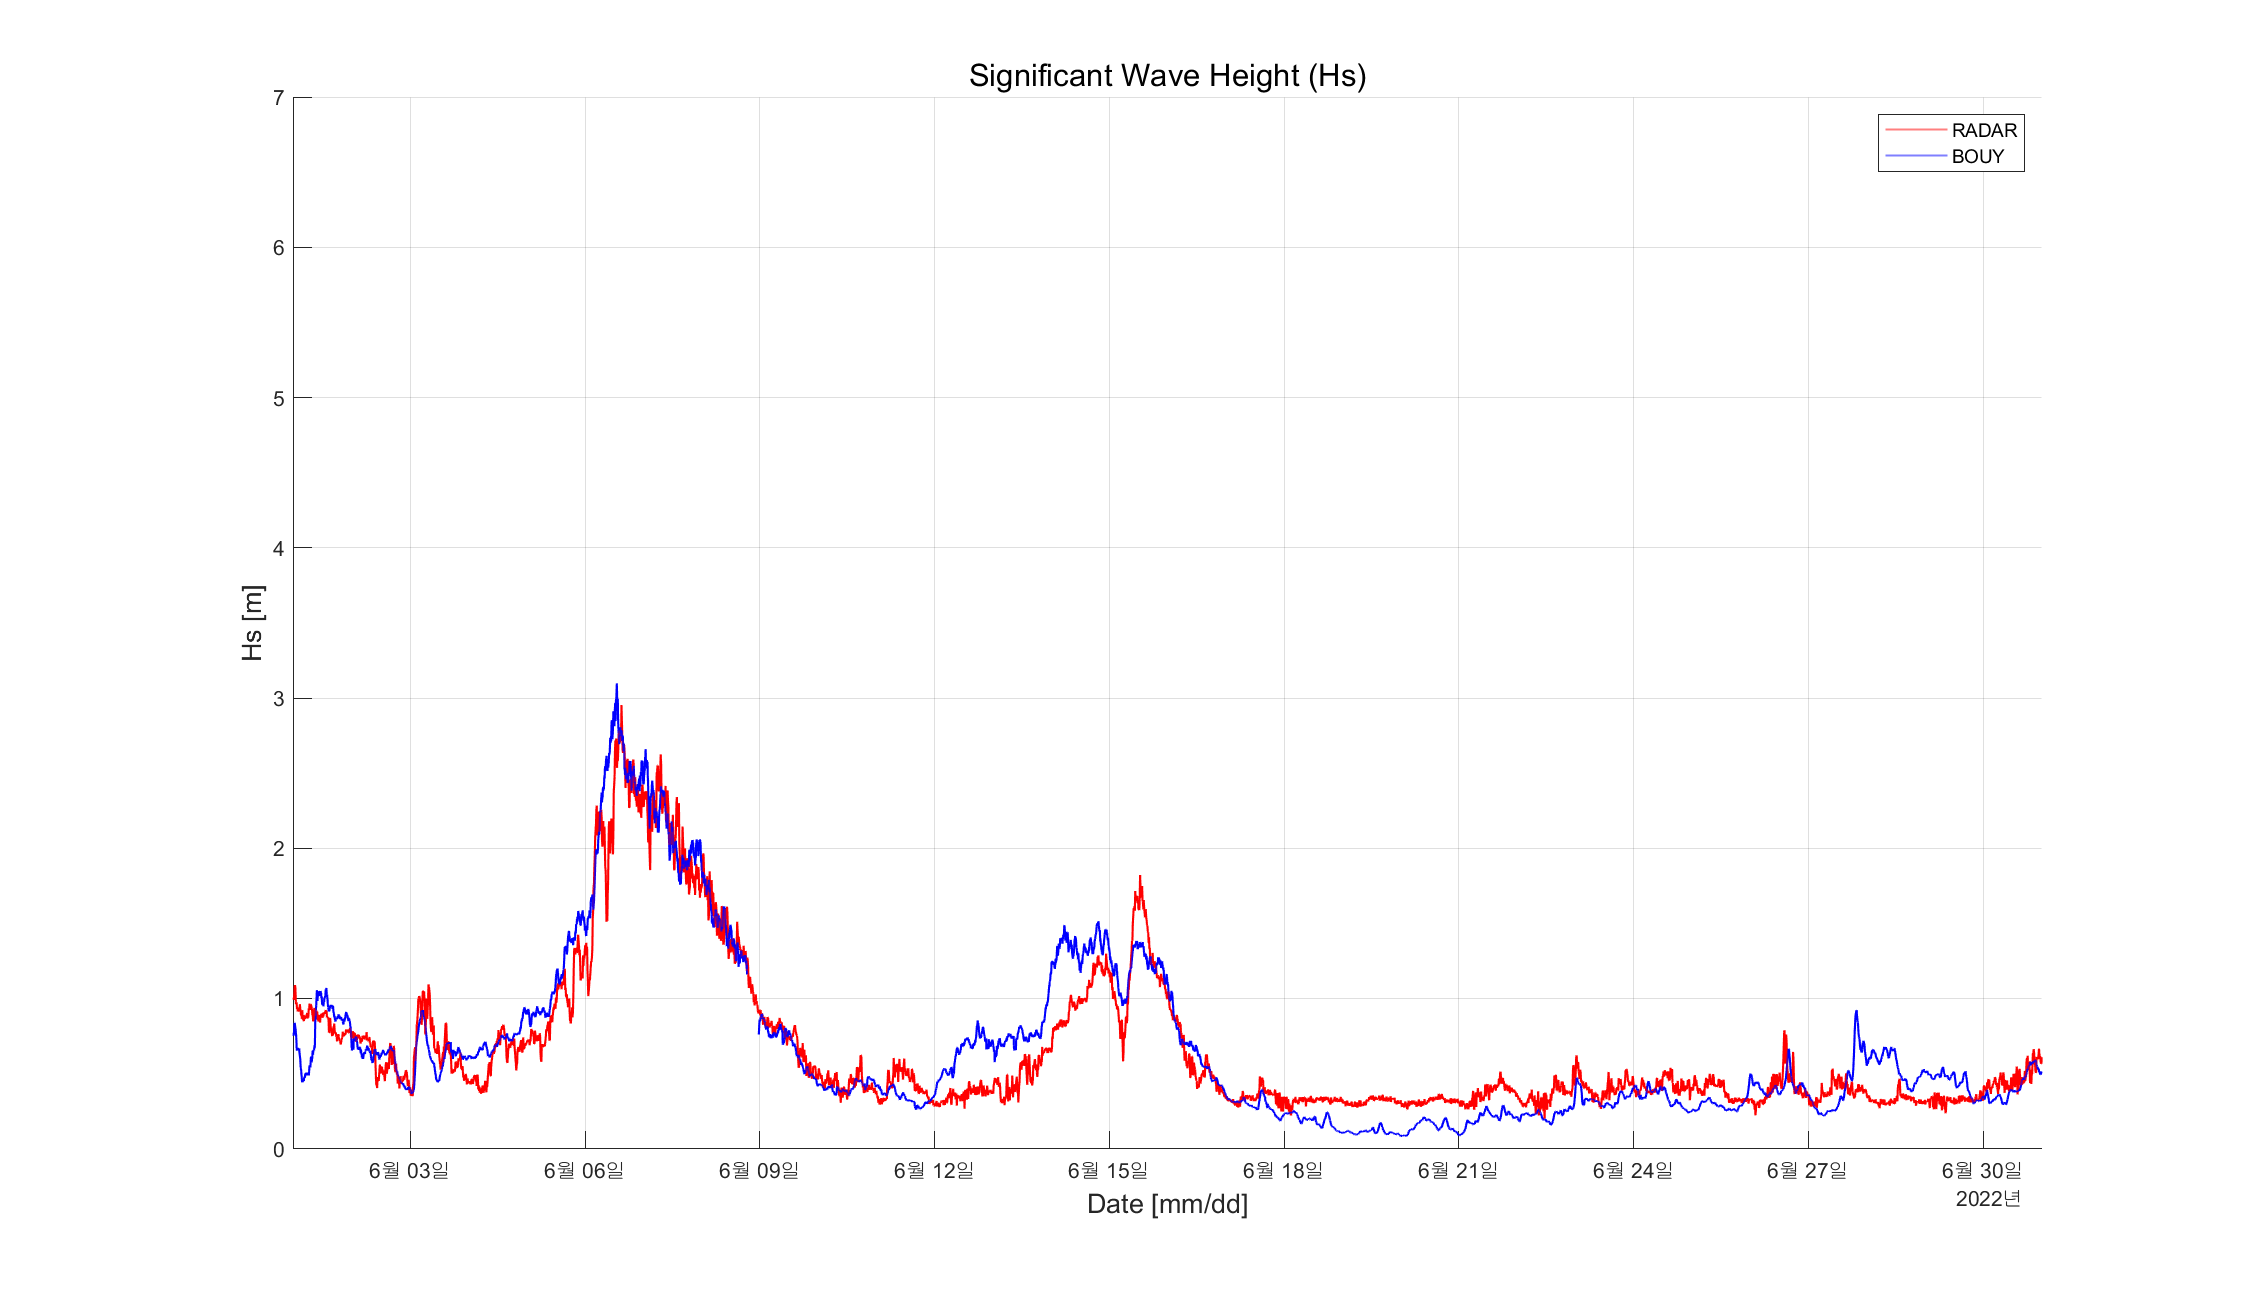 Significant Wave Height (Hs)
7
6
5
4
3
2
1
0
Hs [m]
RADAR
BOUY
6월 03일
6월 06일
6월 09일
6월 12일
6월 15일
6월 18일
6월 21일
6월 24일
6월 27일
6월 30일
2022년
Date [mm/dd]